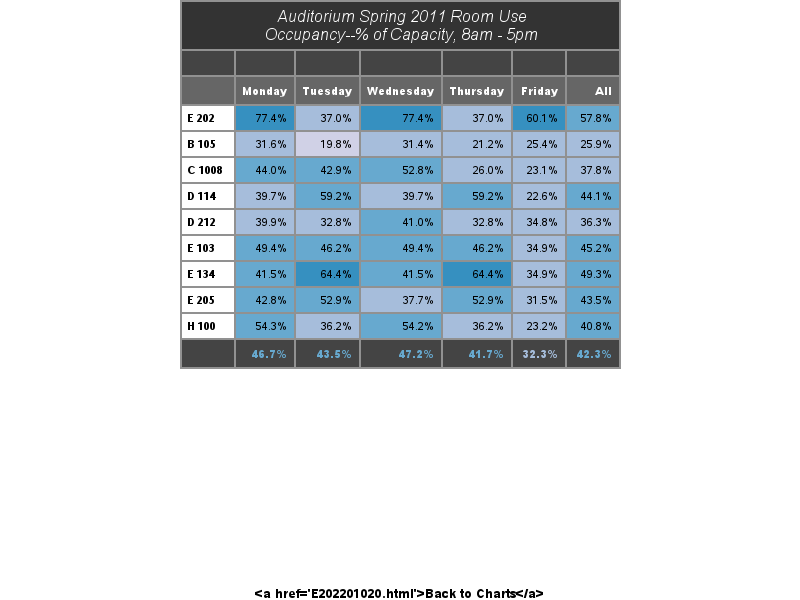 Auditorium Spring 2011 Room Use
Occupancy--% of Capacity, 8am - 5pm
Monday Tuesday Wednesday Thursday Friday All
E 202 77.4% 37.0% 77.4% 37.0% 60.1% 57.8%
B 105 31.6% 19.8% 31.4% 21.2% 25.4% 25.9%
C 1008 44.0% 42.9% 52.8% 26.0% 23.1% 37.8%
D 114 39.7% 59.2% 39.7% 59.2% 22.6% 44.1%
D 212 39.9% 32.8% 41.0% 32.8% 34.8% 36.3%
E 103 49.4% 46.2% 49.4% 46.2% 34.9% 45.2%
E 134 41.5% 64.4% 41.5% 64.4% 34.9% 49.3%
E 205 42.8% 52.9% 37.7% 52.9% 31.5% 43.5%
H 100 54.3% 36.2% 54.2% 36.2% 23.2% 40.8%
46.7% 43.5% 47.2% 41.7% 32.3% 42.3%
<a href='E202201020.html'>Back to Charts</a>